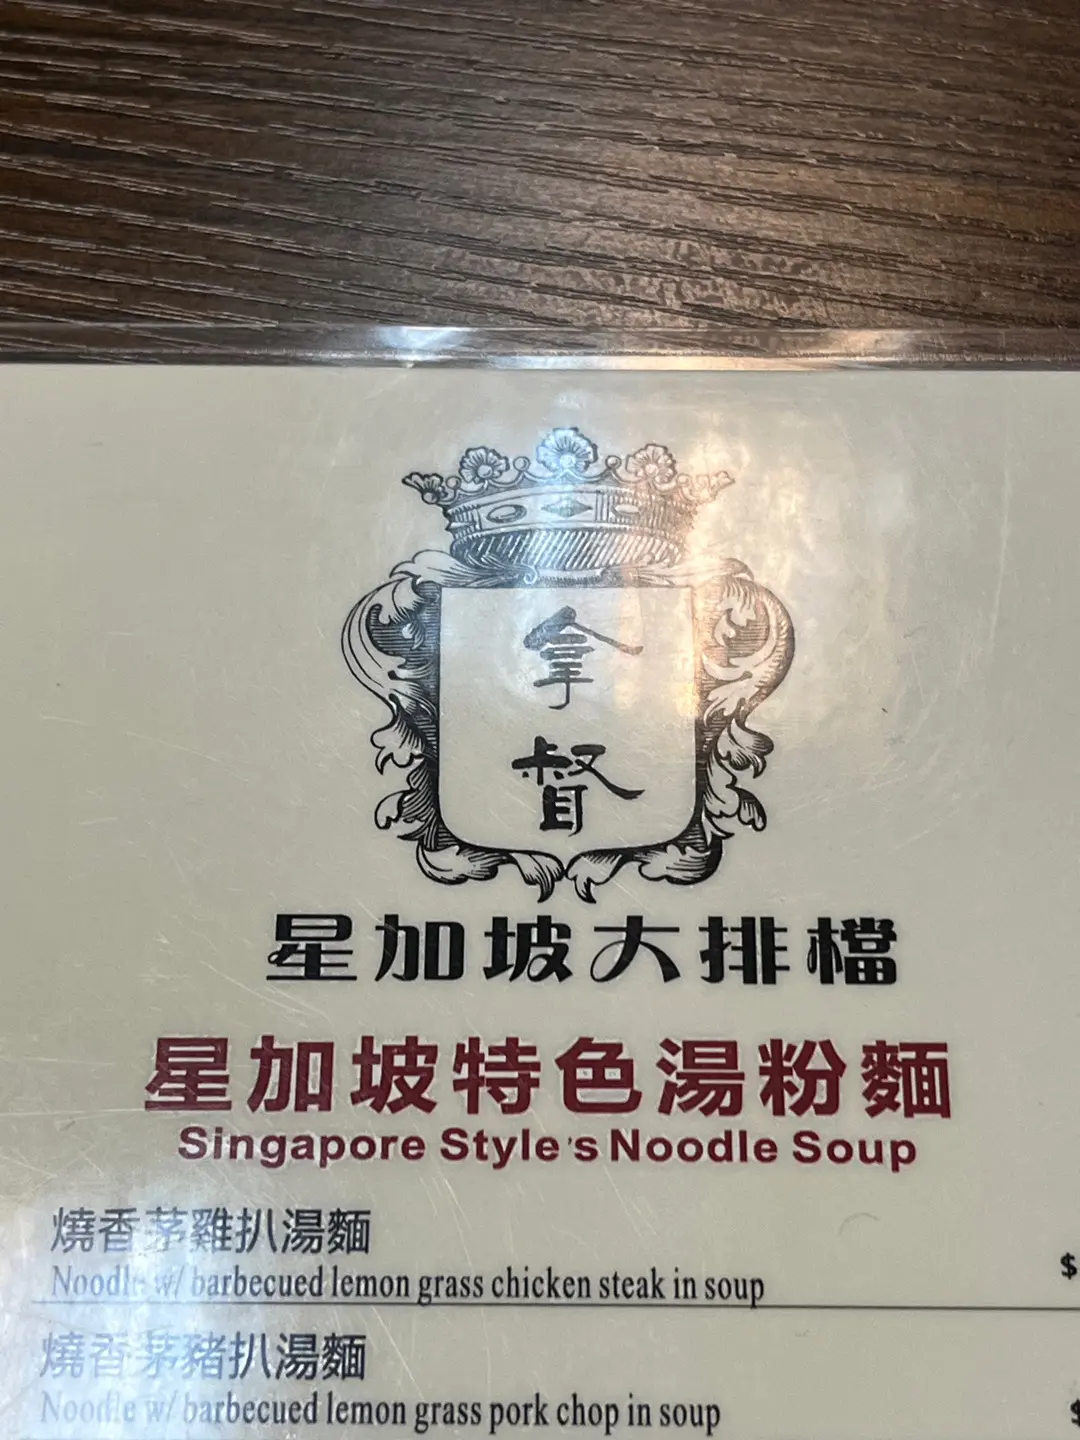 拿
督
星加坡大排檔
星加坡特色湯粉麵
Singapore Style's Noodle Soup
燒香茅雞扒湯麵
Noodle w/ barbecued lemon grass chicken steak in soup
$
燒香茅豬扒湯麵
Noodle w/ barbecued lemon grass pork chop in soup
$